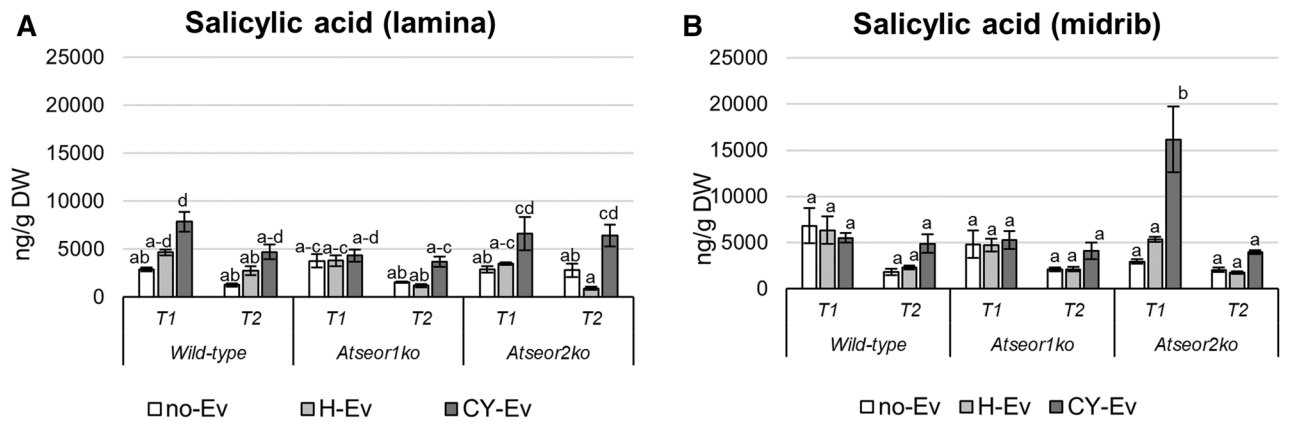 A
Salicylic acid (lamina)
25000
20000
15000
10000
5000
0
ng/g DW
ab
a-d
d
ab
ab
a-d
a-c
a-c
a-d
ab
ab
a-c
ab
a-c
cd
ab
a
cd
T1 T2 T1 T2 T1 T2
Wild-type Atseor1ko Atseor2ko
no-Ev H-Ev CY-Ev
B
Salicylic acid (midrib)
25000
20000
15000
10000
5000
0
ng/g DW
a
a
a
a
a
a
a
a
a
a
a
a
a
a
b
a
a
a
T1 T2 T1 T2 T1 T2
Wild-type Atseor1ko Atseor2ko
no-Ev H-Ev CY-Ev